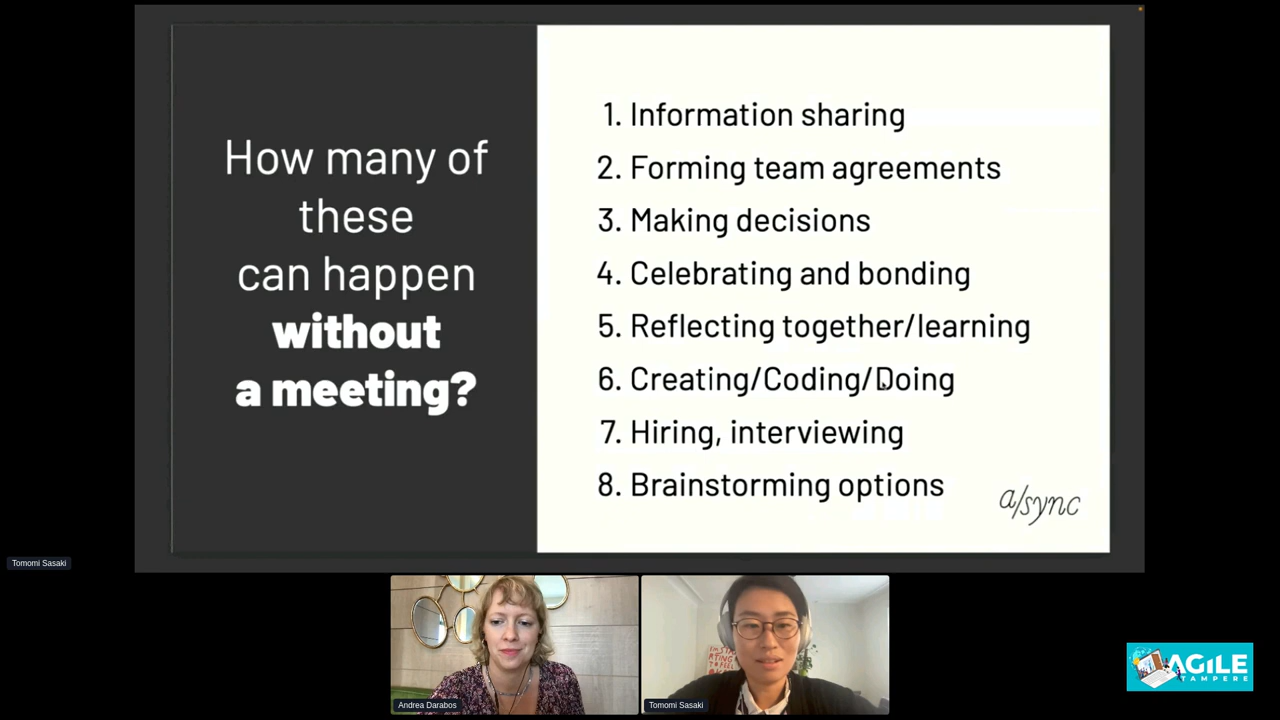 How many of
these
can happen
without
a meeting?
1. Information sharing
2. Forming team agreements
3. Making decisions
4. Celebrating and bonding
5. Reflecting together/learning
6. Creating/Coding/Doing
7. Hiring, interviewing
8. Brainstorming options
a/sync
Tomomi Sasaki
Andrea Darabos
Tomomi Sasaki
AGILE
TAMPERE